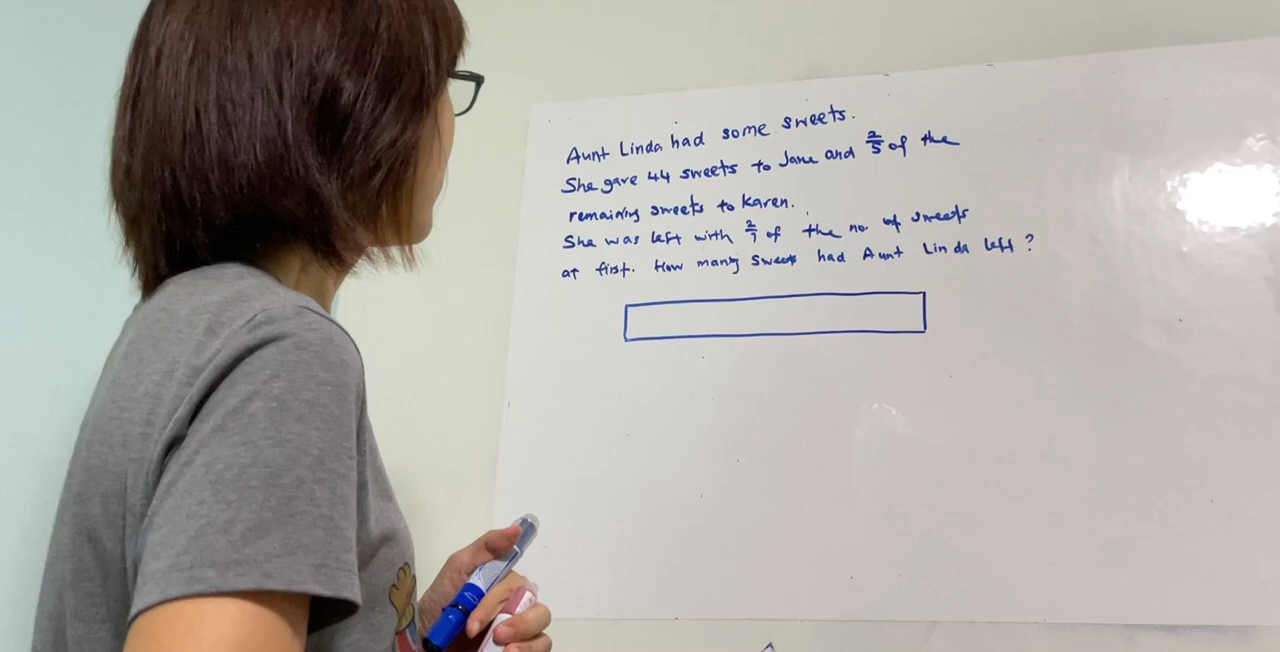 Aunt Linda had some sweets.
She gave 44 sweets to Jane and 2/5 of the
remaining sweets to Karen.
She was left with 2/7 of the no. of sweets
at first. How many sweets had Aunt Linda left?